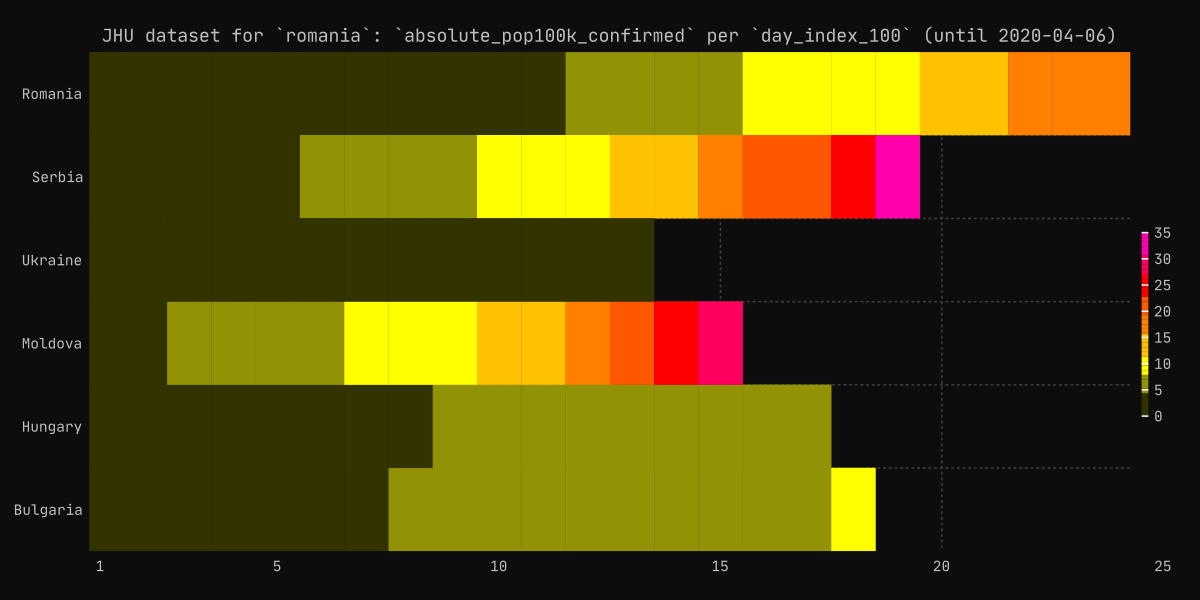 JHU dataset for `romania`: `absolute_pop100k_confirmed` per `day_index_100` (until 2020-04-06)
Romania
Serbia
Ukraine
Moldova
Hungary
Bulgaria
35
30
25
20
15
10
5
0
1 5 10 15 20 25